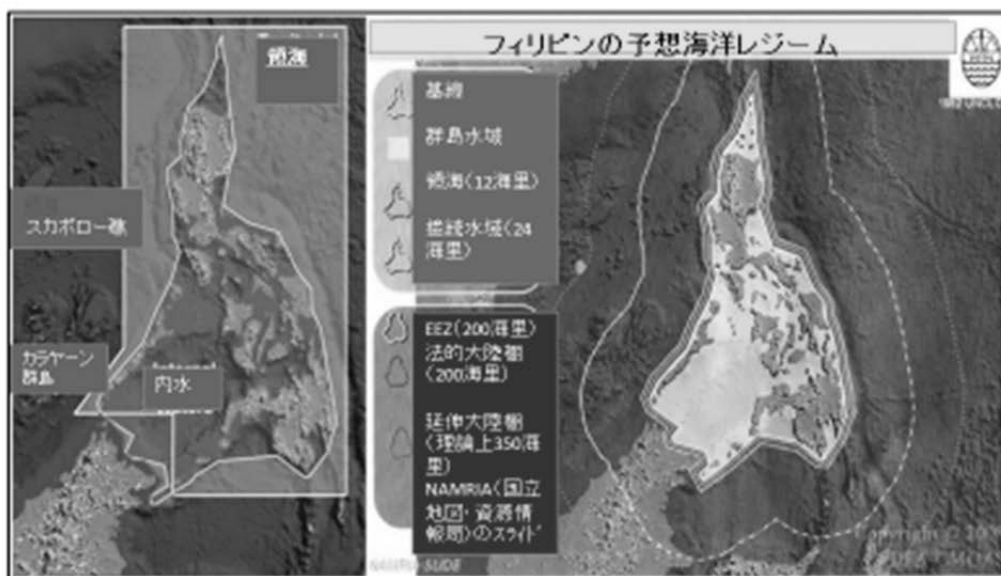 領海
スカボロー礁
カラヤーン
群島
内水
フィリピンの予想海洋レジーム
基線
群島水域
領海(12海里)
接続水域(24
海里)
EEZ(200海里)
法的大陸棚
(200海里)
延伸大陸棚
(理論上350海
里)
NAMRIA(国立
地図・資源情
報局)のスライド
NAMRIA SLIDE